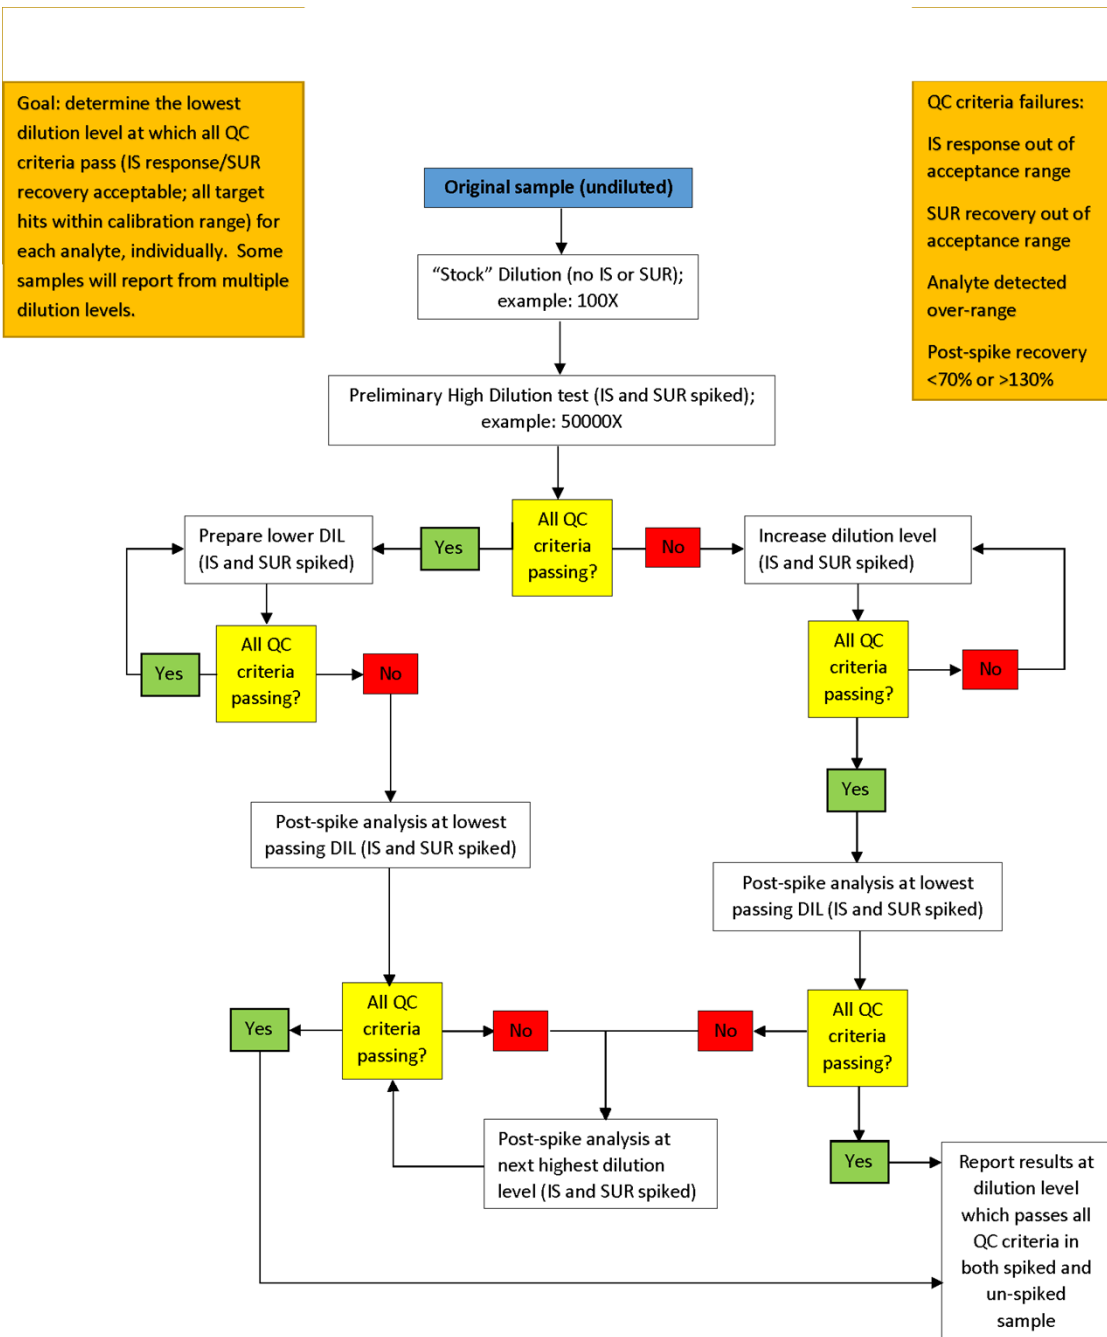 Goal: determine the lowest
dilution level at which all QC
criteria pass (IS response/SUR
recovery acceptable; all target
hits within calibration range) for
each analyte, individually.  Some
samples will report from multiple
dilution levels.
QC criteria failures:
IS response out of
acceptance range
SUR recovery out of
acceptance range
Analyte detected
over-range
Post-spike recovery
<70% or >130%
Original sample (undiluted)
“Stock” Dilution (no IS or SUR);
example: 100X
Preliminary High Dilution test (IS and SUR spiked);
example: 50000X
All QC
criteria
passing?
Yes
No
Prepare lower DIL
(IS and SUR spiked)
Increase dilution level
(IS and SUR spiked)
All QC
criteria
passing?
Yes
No
All QC
criteria
passing?
No
Yes
Post-spike analysis at lowest
passing DIL (IS and SUR spiked)
Post-spike analysis at lowest
passing DIL (IS and SUR spiked)
All QC
criteria
passing?
Yes
No
No
All QC
criteria
passing?
Post-spike analysis at
next highest dilution
level (IS and SUR spiked)
Yes
Report results at
dilution level
which passes all
QC criteria in
both spiked and
un-spiked
sample